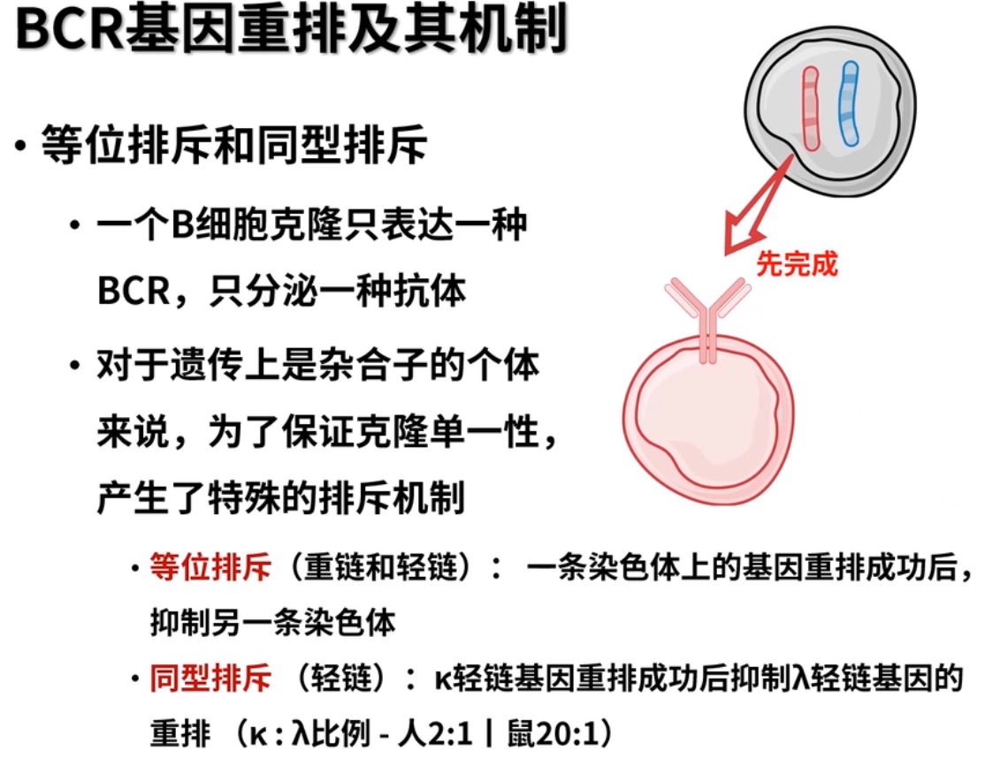 BCR基因重排及其机制
• 等位排斥和同型排斥
• 一个B细胞克隆只表达一种
BCR，只分泌一种抗体
先完成
• 对于遗传上是杂合子的个体
来说，为了保证克隆单一性，
产生了特殊的排斥机制
• 等位排斥（重链和轻链）： 一条染色体上的基因重排成功后，
抑制另一条染色体
• 同型排斥 （轻链）：κ轻链基因重排成功后抑制λ轻链基因的
重排 （κ : λ比例 - 人2:1丨鼠20:1）